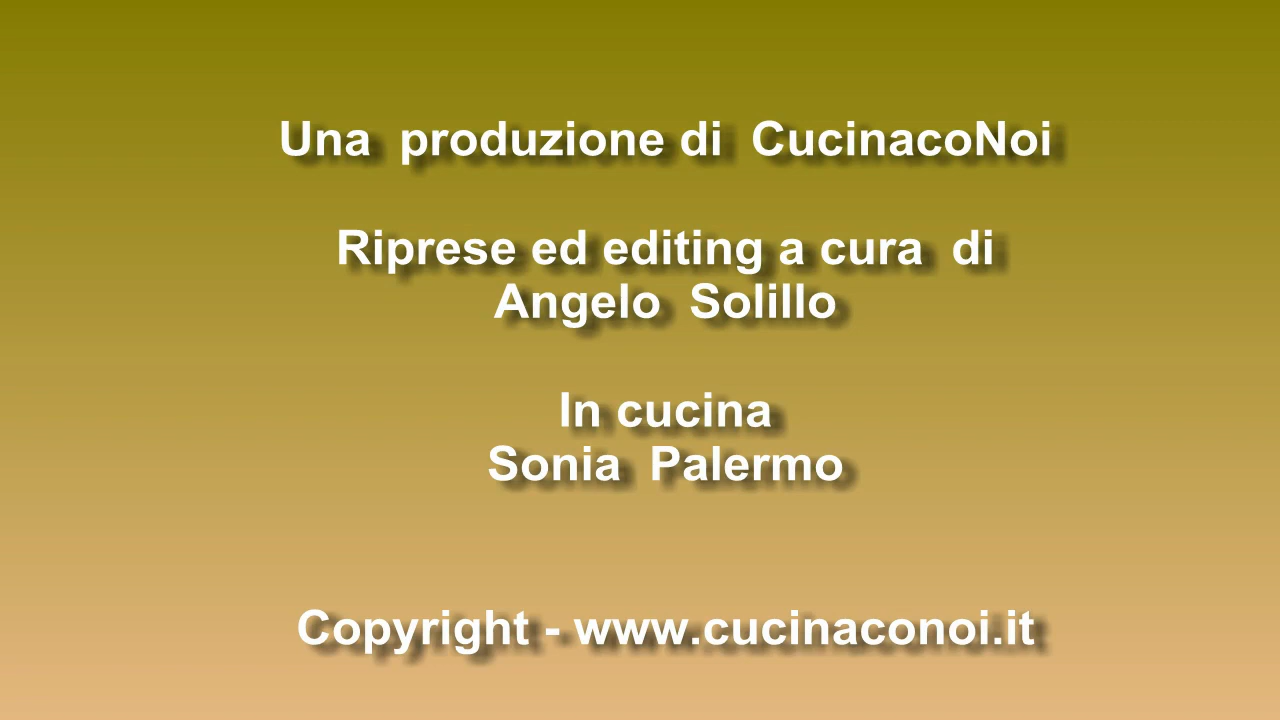 Una produzione di CucinacoNoi
Riprese ed editing a cura di
Angelo Solillo
In cucina
Sonia Palermo
Copyright - www.cucinaconoi.it